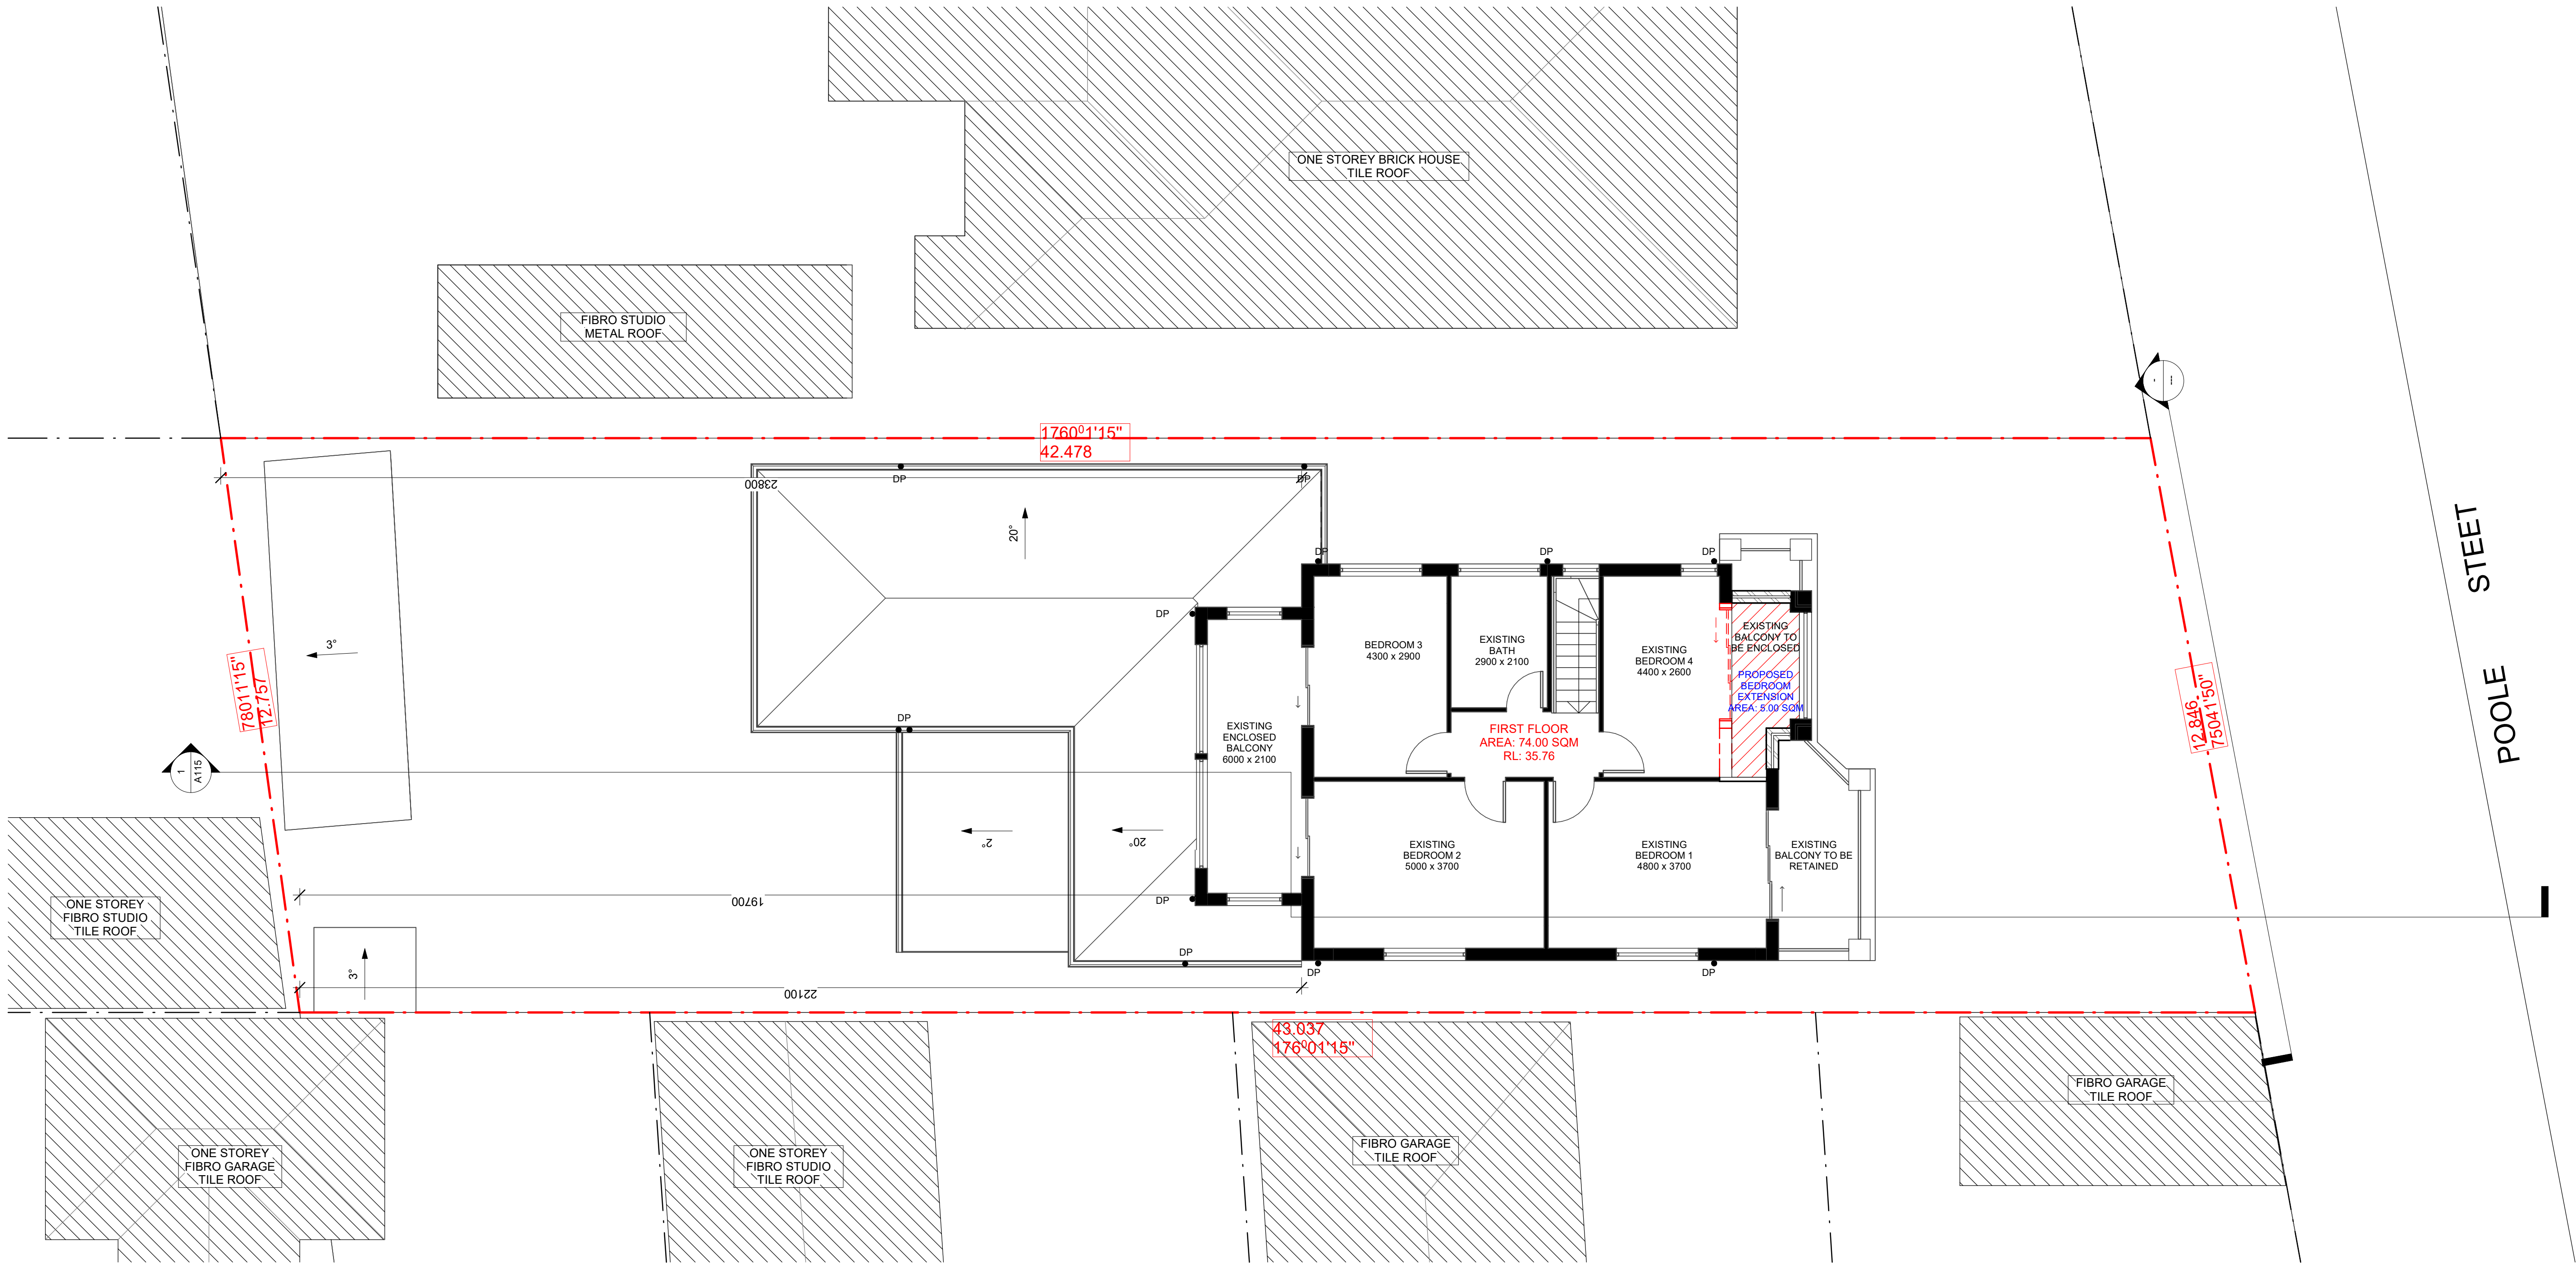 ONE STOREY BRICK HOUSE
TILE ROOF
FIBRO STUDIO
METAL ROOF
1760⁰1'15"
42.478
23800
DP
DP
20°
STEET
POOLE
DP
DP
DP
3°
DP
78011'15"
12.757
BEDROOM 3
4300 x 2900
EXISTING
BATH
2900 x 2100
EXISTING
BEDROOM 4
4400 x 2600
EXISTING
BALCONY TO
BE ENCLOSED
PROPOSED
BEDROOM
EXTENSION
AREA: 5.00 SQM
12.846
75041'50"
DP
EXISTING
ENCLOSED
BALCONY
6000 x 2100
FIRST FLOOR
AREA: 74.00 SQM
RL: 35.76
1
A115
2°
20°
EXISTING
BEDROOM 2
5000 x 3700
EXISTING
BEDROOM 1
4800 x 3700
EXISTING
BALCONY TO BE
RETAINED
19700
DP
ONE STOREY
FIBRO STUDIO
TILE ROOF
3°
DP
DP
DP
22100
43.037
176⁰01'15"
ONE STOREY
FIBRO GARAGE
TILE ROOF
ONE STOREY
FIBRO STUDIO
TILE ROOF
FIBRO GARAGE
TILE ROOF
FIBRO GARAGE
TILE ROOF